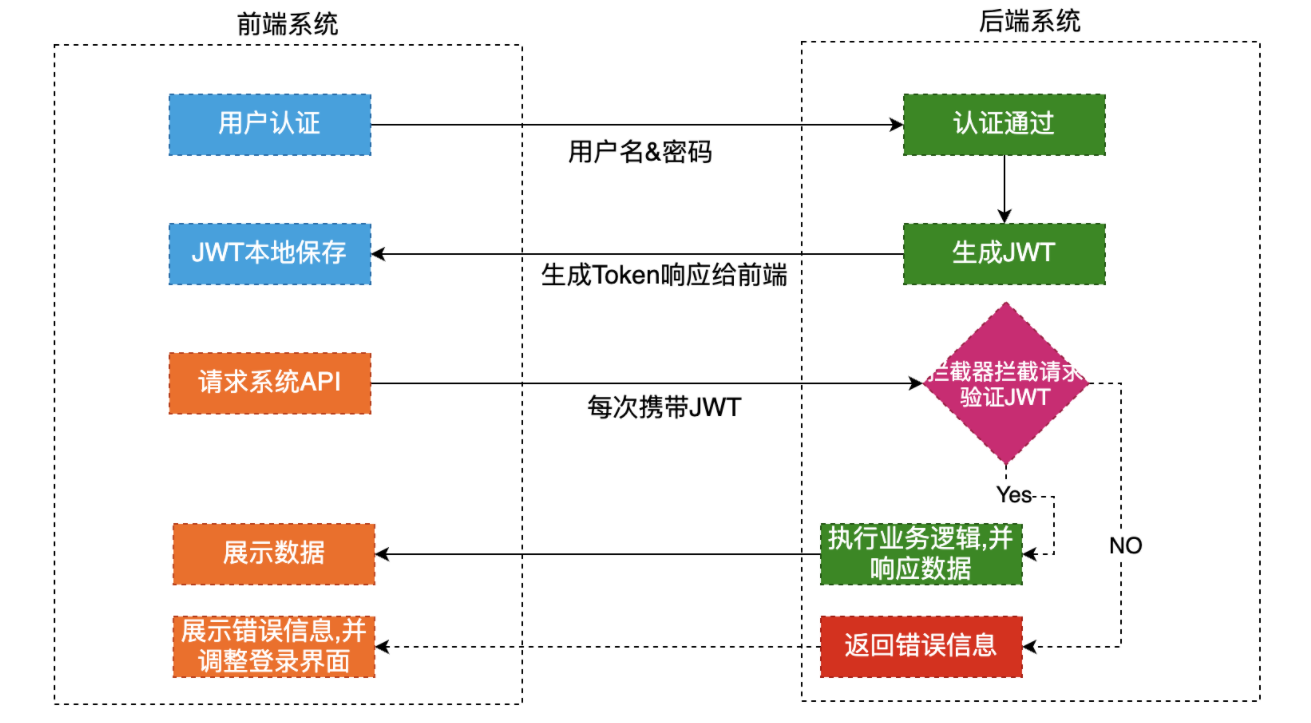 前端系统
后端系统
用户认证
用户名&密码
认证通过
JWT本地保存
生成Token响应给前端
生成JWT
请求系统API
每次携带JWT
拦截器拦截请求
验证JWT
Yes
NO
展示数据
执行业务逻辑,并
响应数据
展示错误信息,并
调整登录界面
返回错误信息